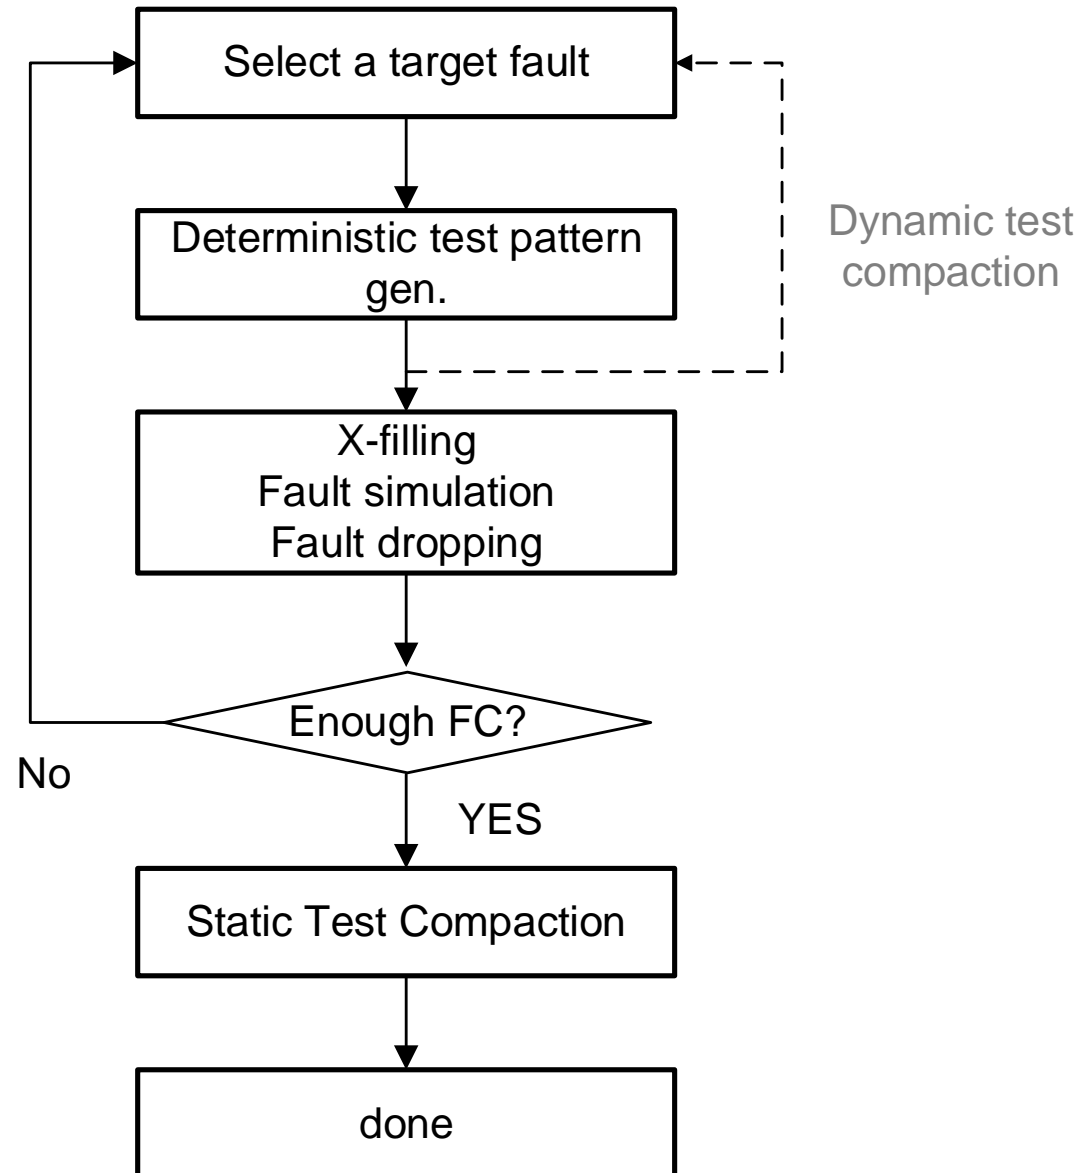 Select a target fault
Deterministic test pattern
gen.
Dynamic test
compaction
X-filling
Fault simulation
Fault dropping
Enough FC?
No
YES
Static Test Compaction
done